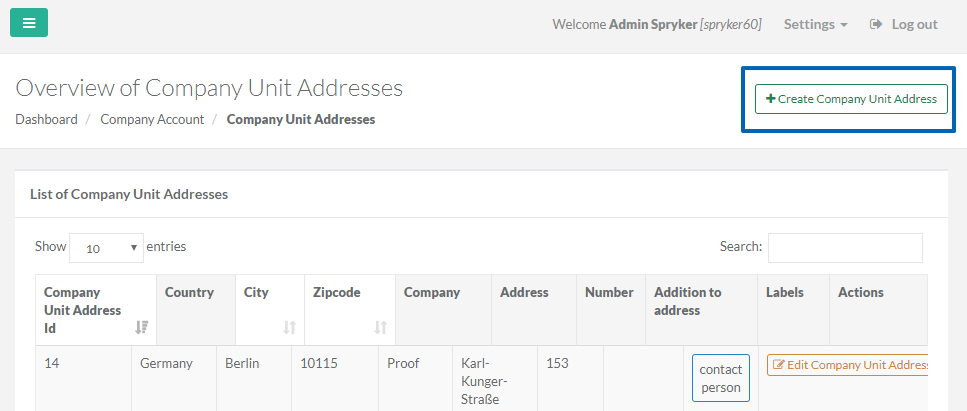 Welcome Admin Spryker [spryker60] Settings Log out
Overview of Company Unit Addresses
Dashboard / Company Account / Company Unit Addresses
+ Create Company Unit Address
List of Company Unit Addresses
Show 10 entries Search:
Company Unit Address Id Country City Zipcode Company Address Number Addition to address Labels Actions
14 Germany Berlin 10115 Proof Karl-Kunger-Straße 153 contact person Edit Company Unit Address